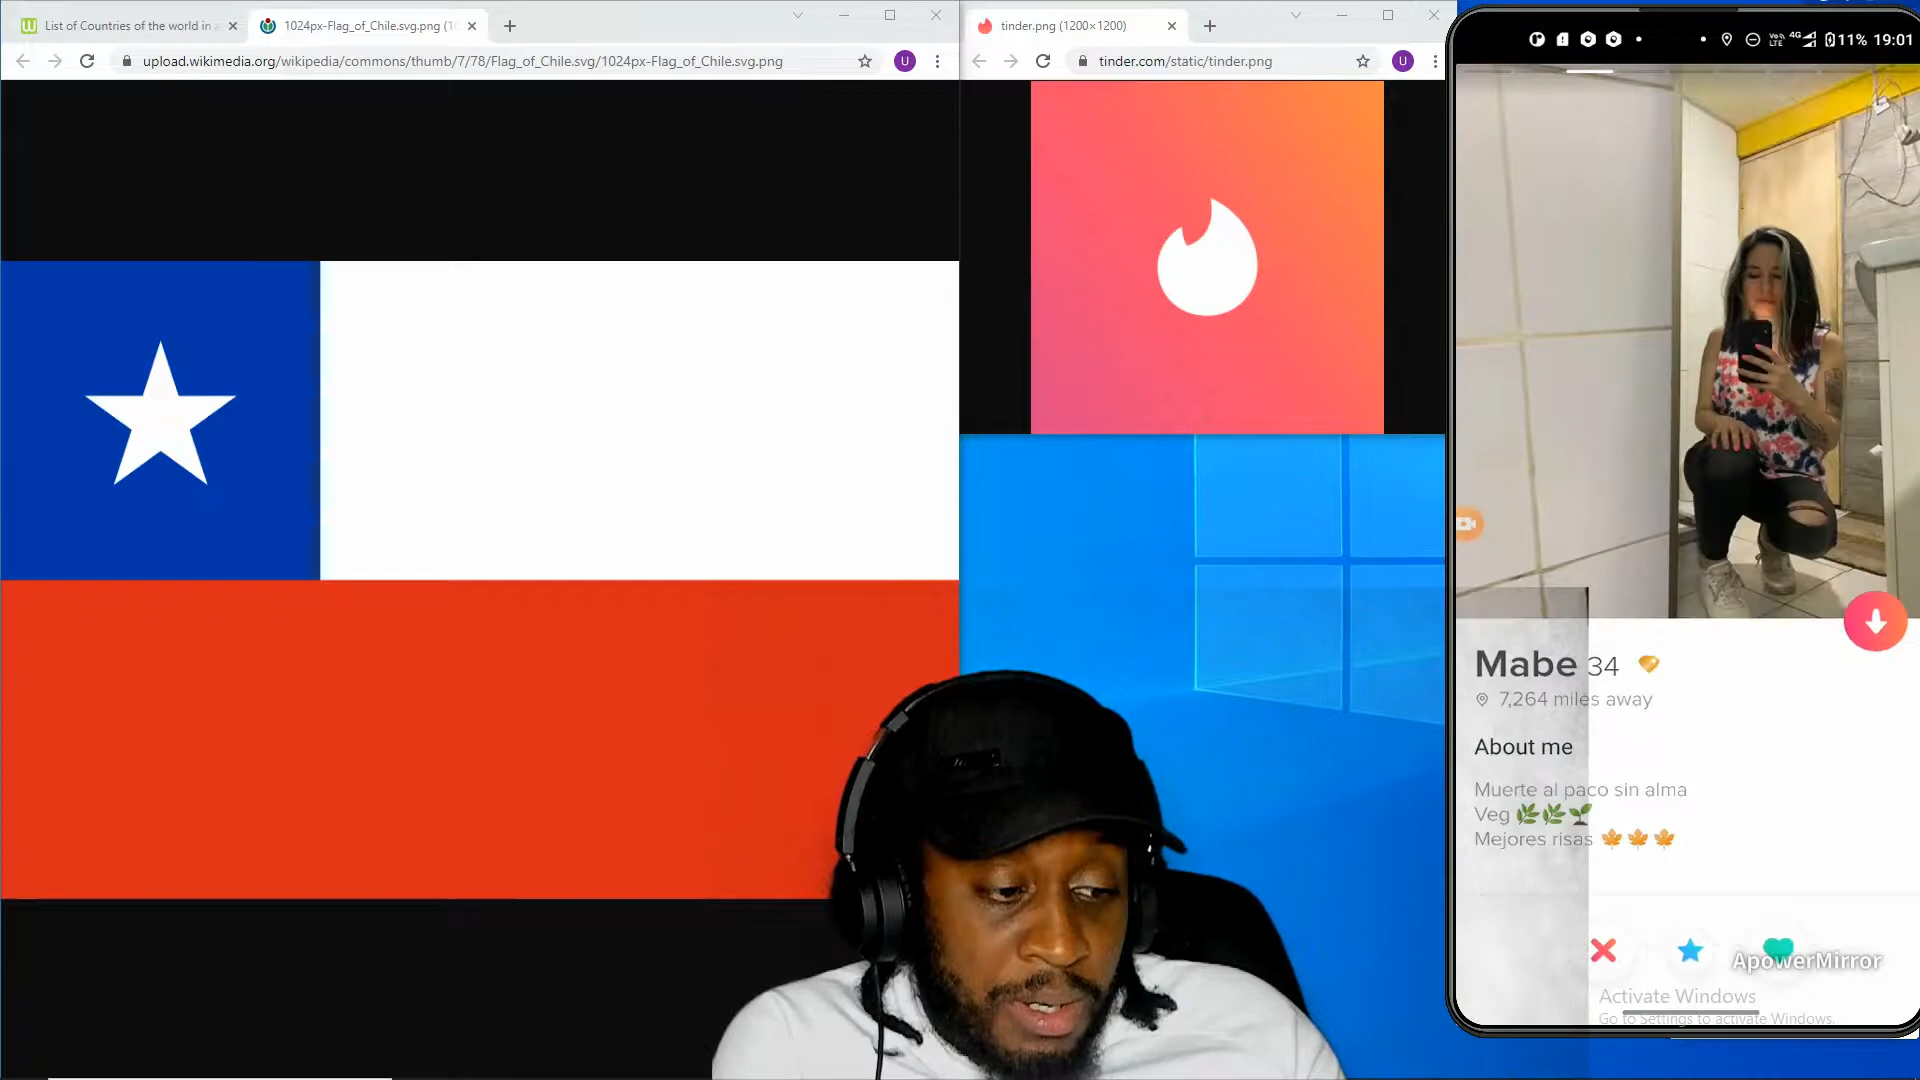 List of Countries of the world in a
1024px-Flag_of_Chile.svg.png (1
upload.wikimedia.org/wikipedia/commons/thumb/7/78/Flag_of_Chile.svg/1024px-Flag_of_Chile.svg.png
U
tinder.png (1200×1200)
tinder.com/static/tinder.png
U
VoLTE 4G 11% 19:01
Mabe 34
7,264 miles away
About me
Muerte al paco sin alma
Veg 🌿🌿🌱
Mejores risas 🍁🍁🍁
ApowerMirror
Activate Windows
Go to Settings to activate Windows.